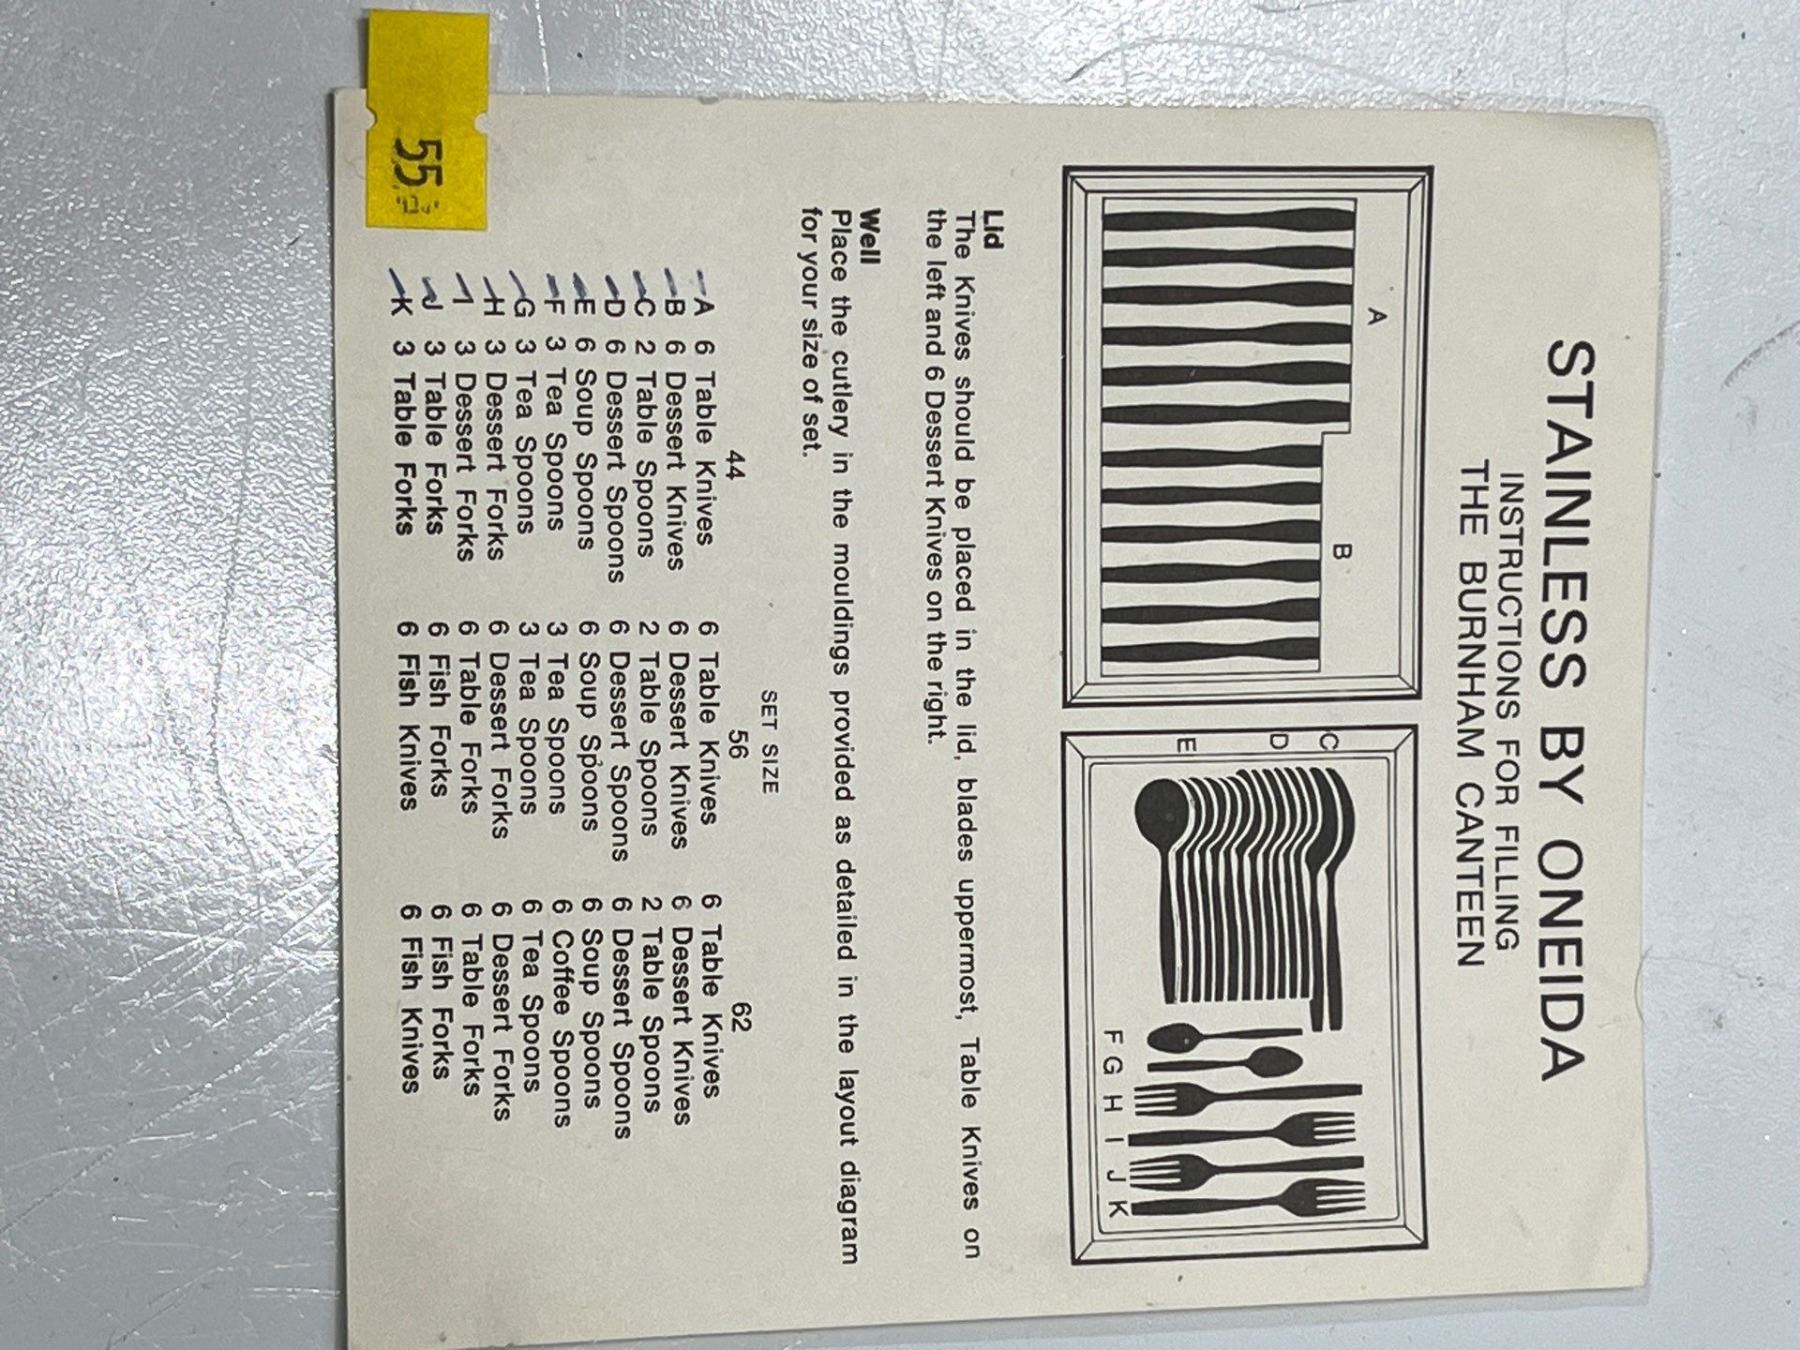 STAINLESS BY ONEIDA
INSTRUCTIONS FOR FILLING
THE BURNHAM CANTEEN
A
B
C
D
E
F G H I J K
Lid
The Knives should be placed in the lid, blades uppermost, Table Knives on
the left and 6 Dessert Knives on the right.
Well
Place the cutlery in the mouldings provided as detailed in the layout diagram
for your size of set.
SET SIZE
44 56 62
A 6 Table Knives 6 Table Knives 6 Table Knives
B 6 Dessert Knives 6 Dessert Knives 6 Dessert Knives
C 2 Table Spoons 2 Table Spoons 2 Table Spoons
D 6 Dessert Spoons 6 Dessert Spoons 6 Dessert Spoons
E 6 Soup Spoons 6 Soup Spoons 6 Soup Spoons
F 3 Tea Spoons 3 Tea Spoons 6 Coffee Spoons
G 3 Tea Spoons 3 Tea Spoons 6 Tea Spoons
H 3 Dessert Forks 6 Dessert Forks 6 Dessert Forks
I 3 Dessert Forks 6 Table Forks 6 Table Forks
J 3 Table Forks 6 Fish Forks 6 Fish Forks
K 3 Table Forks 6 Fish Knives 6 Fish Knives
55